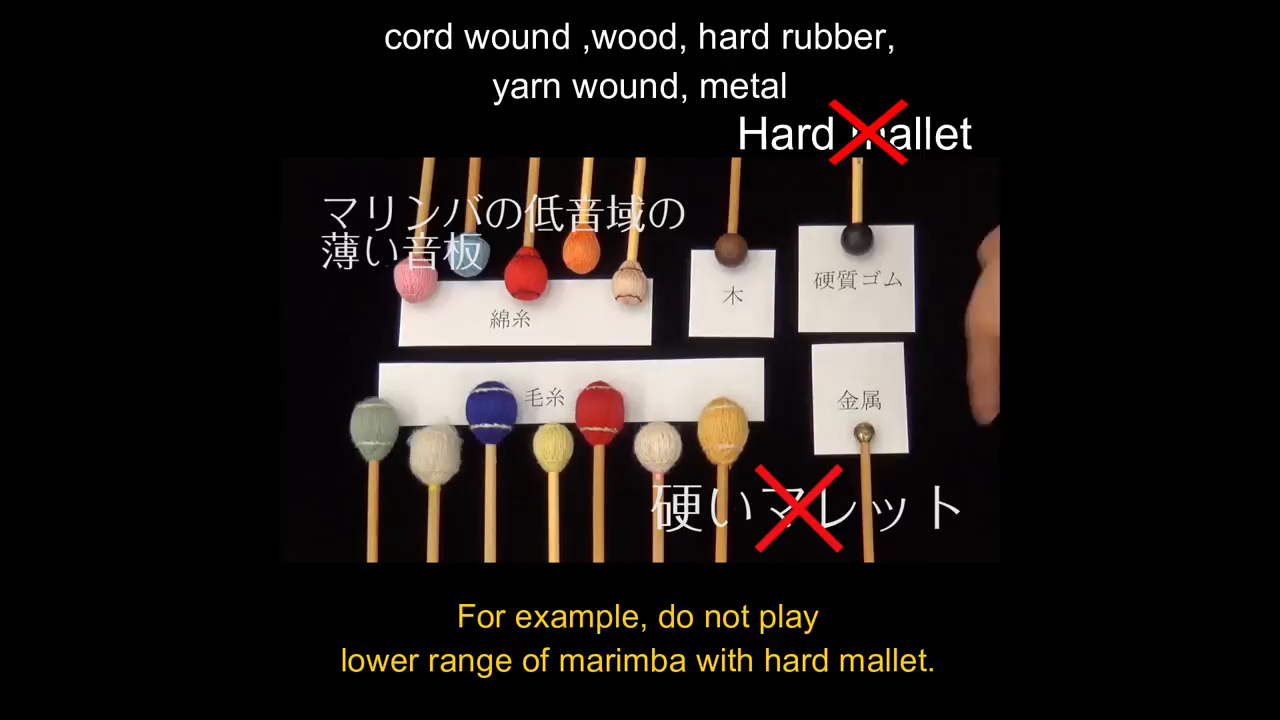 cord wound ,wood, hard rubber,
yarn wound, metal
Hard mallet
マリンバの低音域の
薄い音板
綿糸
木
硬質ゴム
毛糸
金属
硬いマレット
For example, do not play
lower range of marimba with hard mallet.